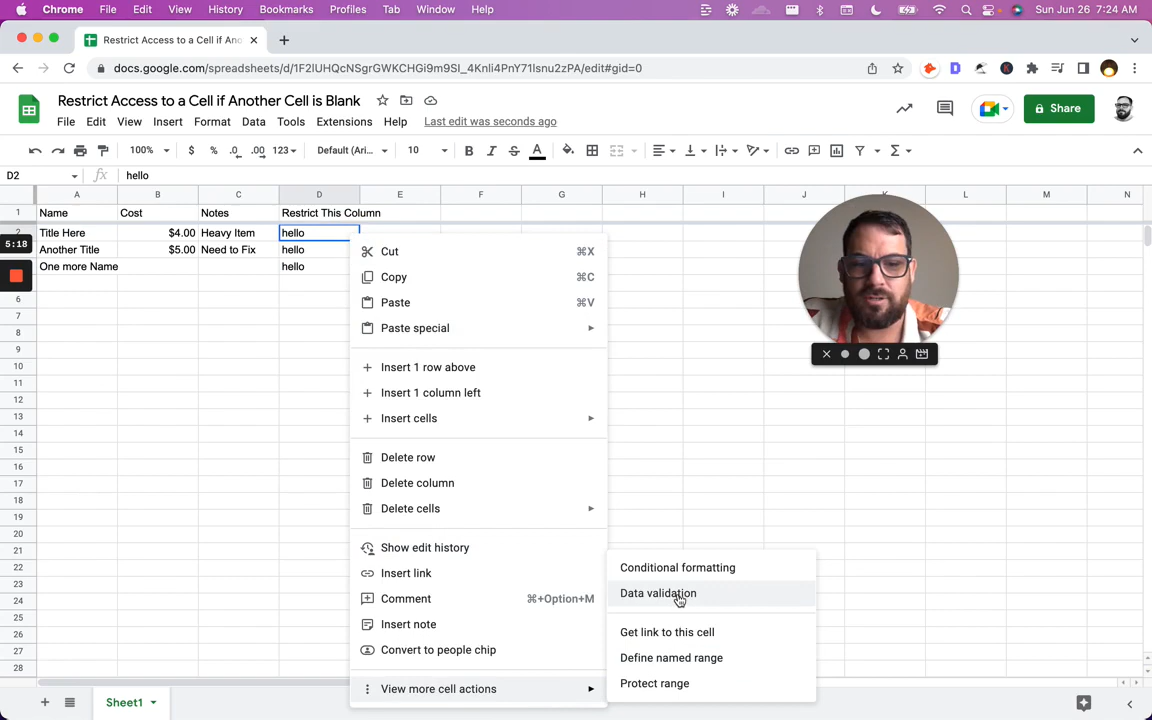 Chrome File Edit View History Bookmarks Profiles Tab Window Help Sun Jun 26 7:24 AM
Restrict Access to a Cell if Ano
docs.google.com/spreadsheets/d/1F2IUHQcNSgrGWKCHGi9m9SI_4Knli4PnY71Isnu2zPA/edit#gid=0
Restrict Access to a Cell if Another Cell is Blank
Share
File Edit View Insert Format Data Tools Extensions Help Last edit was seconds ago
100% $ % .0 .00 123 Default (Ari... 10 B I S A
D2 fx hello
A B C D E F G H I J K L M N
1 Name Cost Notes Restrict This Column
2 Title Here $4.00 Heavy Item hello
5:18 Another Title $5.00 Need to Fix hello
One more Name hello
6
7
8
9
10
11
12
13
14
15
16
17
18
19
20
21
22
23
24
25
26
27
28
Cut ⌘X
Copy ⌘C
Paste ⌘V
Paste special
Insert 1 row above
Insert 1 column left
Insert cells
Delete row
Delete column
Delete cells
Show edit history
Insert link
Comment ⌘+Option+M
Insert note
Convert to people chip
View more cell actions
Conditional formatting
Data validation
Get link to this cell
Define named range
Protect range
Sheet1